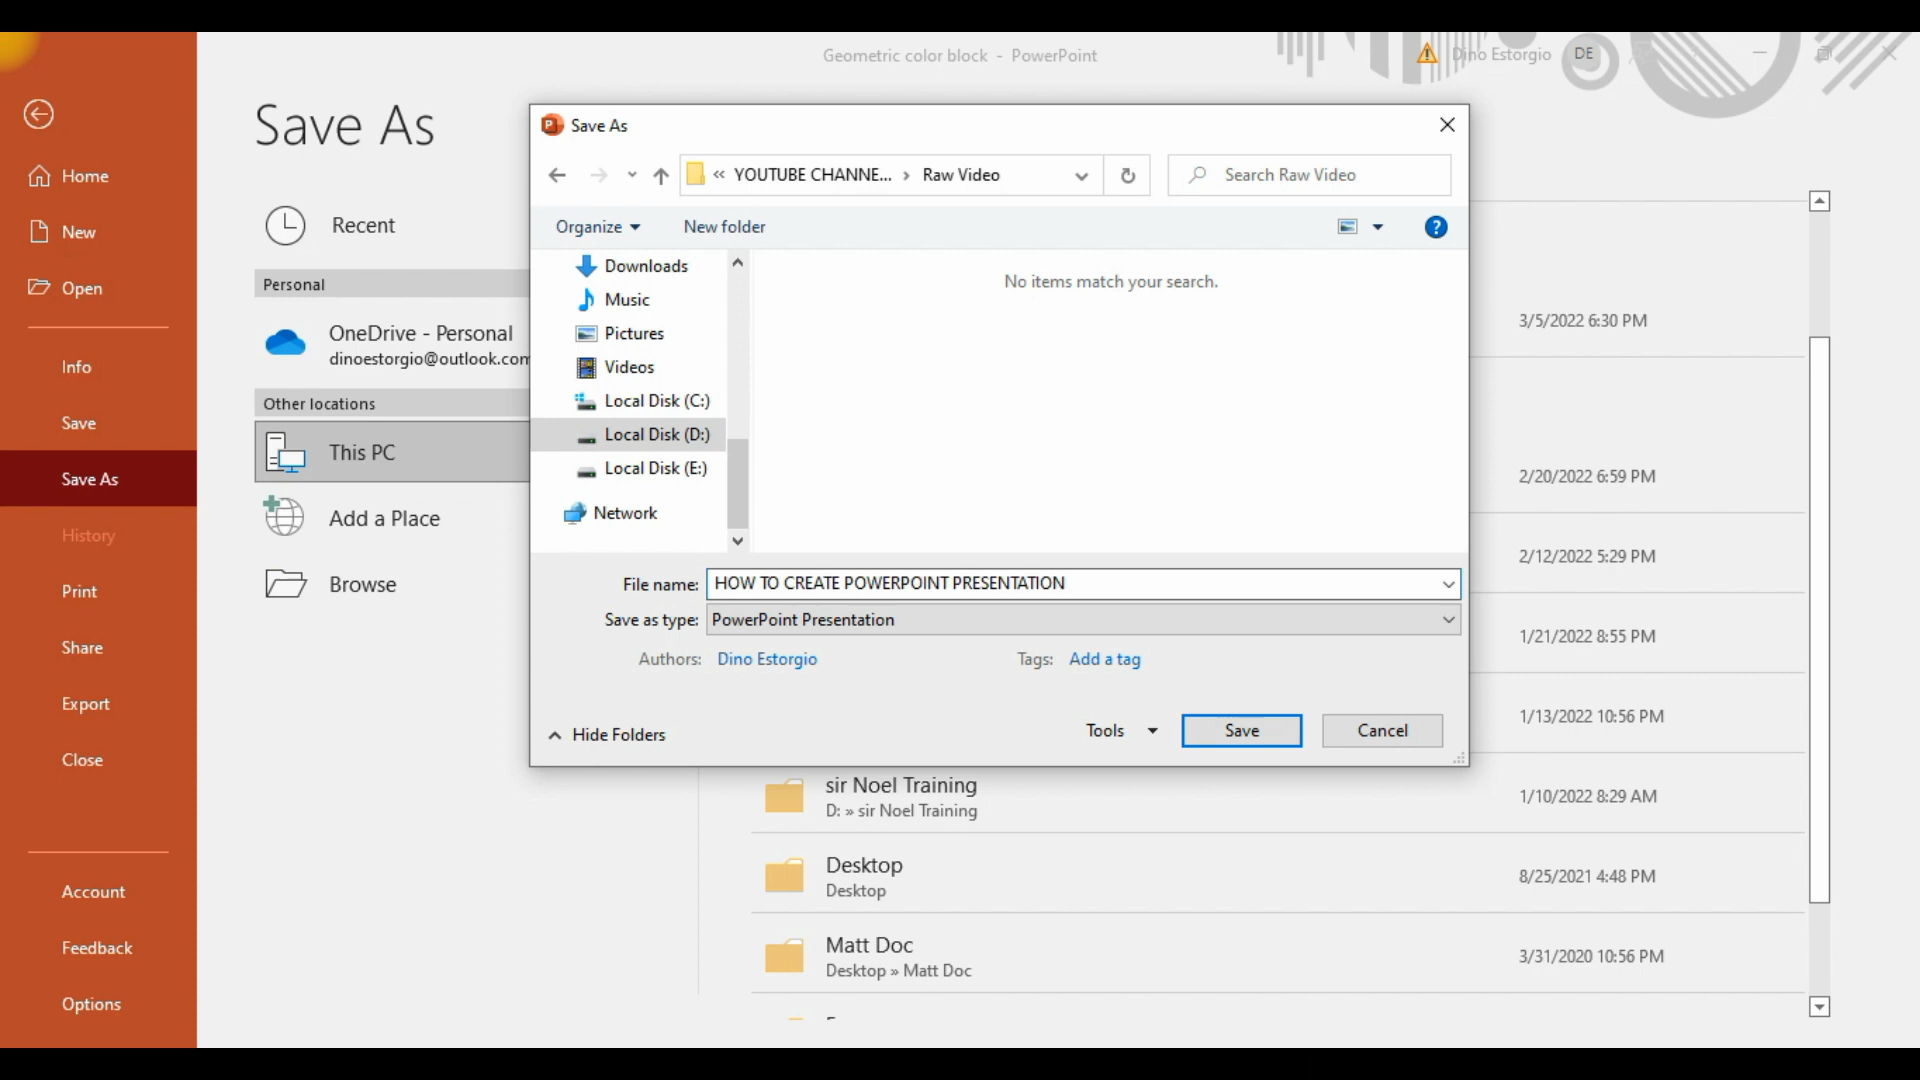 Geometric color block - PowerPoint
Dino Estorgio
DE
Home
New
Open
Info
Save
Save As
History
Print
Share
Export
Close
Account
Feedback
Options
Save As
Recent
Personal
OneDrive - Personal
dinoestorgio@outlook.com
Other locations
This PC
Add a Place
Browse
Save As
« YOUTUBE CHANNE... › Raw Video
Search Raw Video
Organize
New folder
?
Downloads
Music
Pictures
Videos
Local Disk (C:)
Local Disk (D:)
Local Disk (E:)
Network
No items match your search.
File name: HOW TO CREATE POWERPOINT PRESENTATION
Save as type: PowerPoint Presentation
Authors: Dino Estorgio
Tags: Add a tag
Hide Folders
Tools
Save
Cancel
3/5/2022 6:30 PM
2/20/2022 6:59 PM
2/12/2022 5:29 PM
1/21/2022 8:55 PM
1/13/2022 10:56 PM
sir Noel Training
D: » sir Noel Training
1/10/2022 8:29 AM
Desktop
Desktop
8/25/2021 4:48 PM
Matt Doc
Desktop » Matt Doc
3/31/2020 10:56 PM